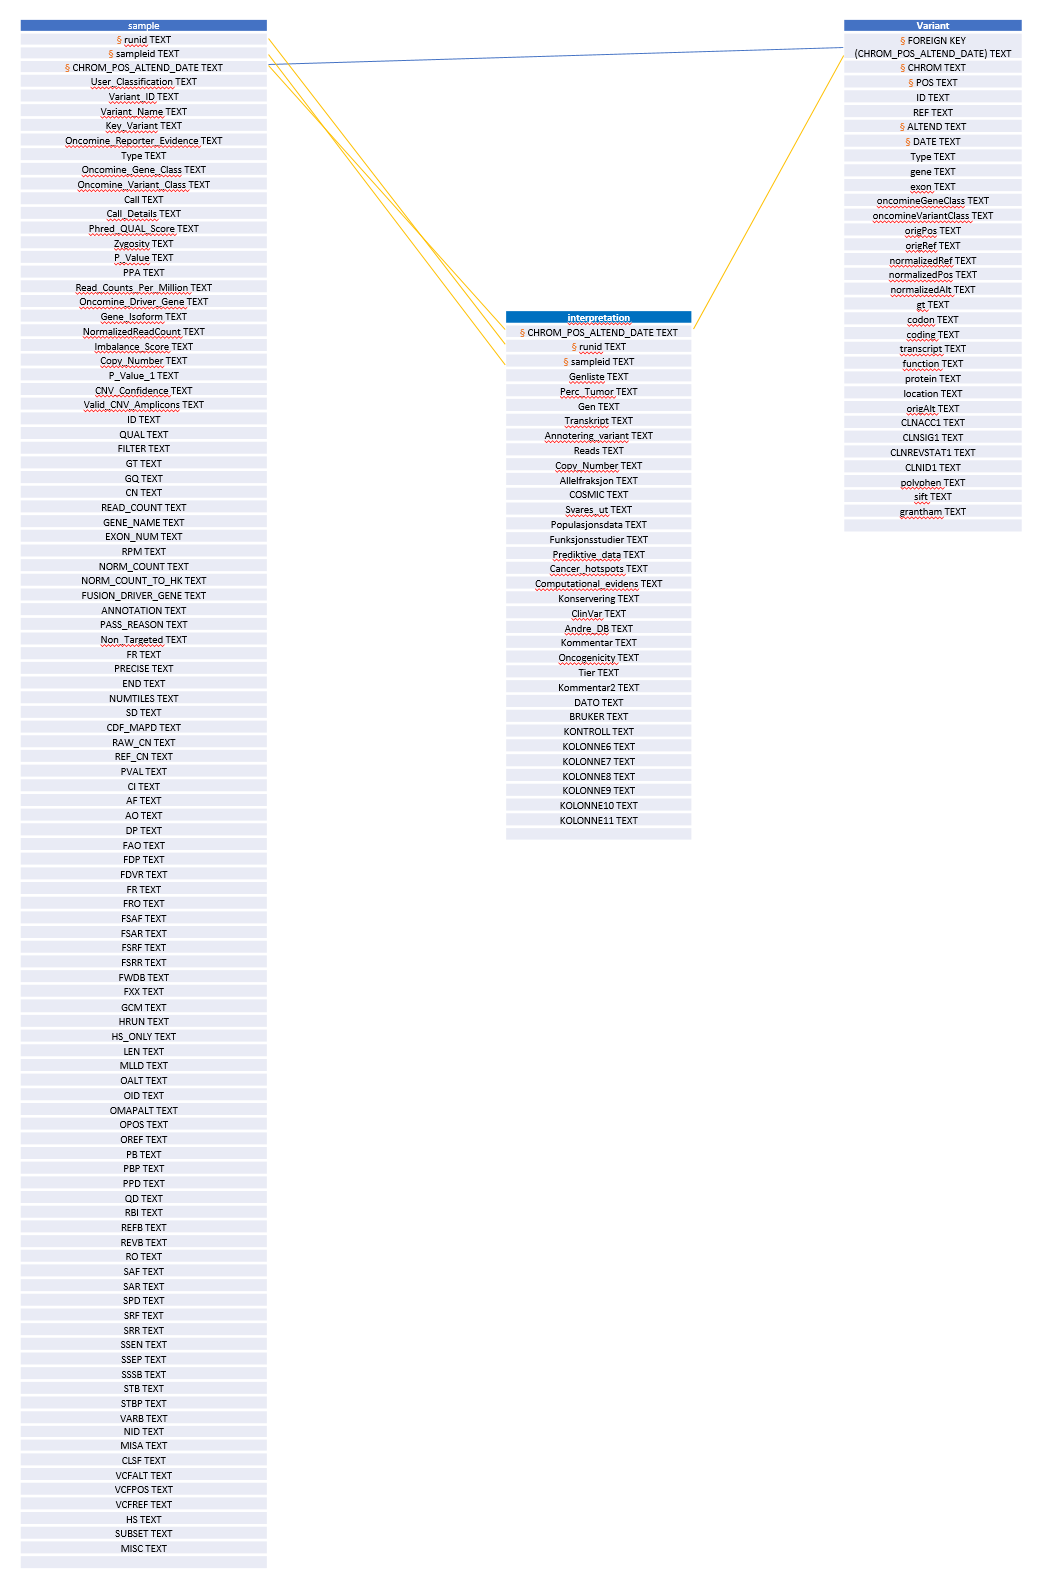 sample
§ runid TEXT
§ sampleid TEXT
§ CHROM_POS_ALTEND_DATE TEXT
User_Classification TEXT
Variant_ID TEXT
Variant_Name TEXT
Key_Variant TEXT
Oncomine_Reporter_Evidence TEXT
Type TEXT
Oncomine_Gene_Class TEXT
Oncomine_Variant_Class TEXT
Call TEXT
Call_Details TEXT
Phred_QUAL_Score TEXT
Zygosity TEXT
P_Value TEXT
PPA TEXT
Read_Counts_Per_Million TEXT
Oncomine_Driver_Gene TEXT
Gene_Isoform TEXT
NormalizedReadCount TEXT
Imbalance_Score TEXT
Copy_Number TEXT
P_Value_1 TEXT
CNV_Confidence TEXT
Valid_CNV_Amplicons TEXT
ID TEXT
QUAL TEXT
FILTER TEXT
GT TEXT
GQ TEXT
CN TEXT
READ_COUNT TEXT
GENE_NAME TEXT
EXON_NUM TEXT
RPM TEXT
NORM_COUNT TEXT
NORM_COUNT_TO_HK TEXT
FUSION_DRIVER_GENE TEXT
ANNOTATION TEXT
PASS_REASON TEXT
Non_Targeted TEXT
FR TEXT
PRECISE TEXT
END TEXT
NUMTILES TEXT
SD TEXT
CDF_MAPD TEXT
RAW_CN TEXT
REF_CN TEXT
PVAL TEXT
CI TEXT
AF TEXT
AO TEXT
DP TEXT
FAO TEXT
FDP TEXT
FDVR TEXT
FR TEXT
FRO TEXT
FSAF TEXT
FSAR TEXT
FSRF TEXT
FSRR TEXT
FWDB TEXT
FXX TEXT
GCM TEXT
HRUN TEXT
HS_ONLY TEXT
LEN TEXT
MLLD TEXT
OALT TEXT
OID TEXT
OMAPALT TEXT
OPOS TEXT
OREF TEXT
PB TEXT
PBP TEXT
PPD TEXT
QD TEXT
RBI TEXT
REFB TEXT
REVB TEXT
RO TEXT
SAF TEXT
SAR TEXT
SPD TEXT
SRF TEXT
SRR TEXT
SSEN TEXT
SSEP TEXT
SSSB TEXT
STB TEXT
STBP TEXT
VARB TEXT
NID TEXT
MISA TEXT
CLSF TEXT
VCFALT TEXT
VCFPOS TEXT
VCFREF TEXT
HS TEXT
SUBSET TEXT
MISC TEXT
interpretation
§ CHROM_POS_ALTEND_DATE TEXT
§ runid TEXT
§ sampleid TEXT
Genliste TEXT
Perc_Tumor TEXT
Gen TEXT
Transkript TEXT
Annotering_variant TEXT
Reads TEXT
Copy_Number TEXT
Allelfraksjon TEXT
COSMIC TEXT
Svares_ut TEXT
Populasjonsdata TEXT
Funksjonsstudier TEXT
Prediktive_data TEXT
Cancer_hotspots TEXT
Computational_evidens TEXT
Konservering TEXT
ClinVar TEXT
Andre_DB TEXT
Kommentar TEXT
Oncogenicity TEXT
Tier TEXT
Kommentar2 TEXT
DATO TEXT
BRUKER TEXT
KONTROLL TEXT
KOLONNE6 TEXT
KOLONNE7 TEXT
KOLONNE8 TEXT
KOLONNE9 TEXT
KOLONNE10 TEXT
KOLONNE11 TEXT
Variant
§ FOREIGN KEY
(CHROM_POS_ALTEND_DATE) TEXT
§ CHROM TEXT
§ POS TEXT
ID TEXT
REF TEXT
§ ALTEND TEXT
§ DATE TEXT
Type TEXT
gene TEXT
exon TEXT
oncomineGeneClass TEXT
oncomineVariantClass TEXT
origPos TEXT
origRef TEXT
normalizedRef TEXT
normalizedPos TEXT
normalizedAlt TEXT
gt TEXT
codon TEXT
coding TEXT
transcript TEXT
function TEXT
protein TEXT
location TEXT
origAlt TEXT
CLNACC1 TEXT
CLNSIG1 TEXT
CLNREVSTAT1 TEXT
CLNID1 TEXT
polyphen TEXT
sift TEXT
grantham TEXT